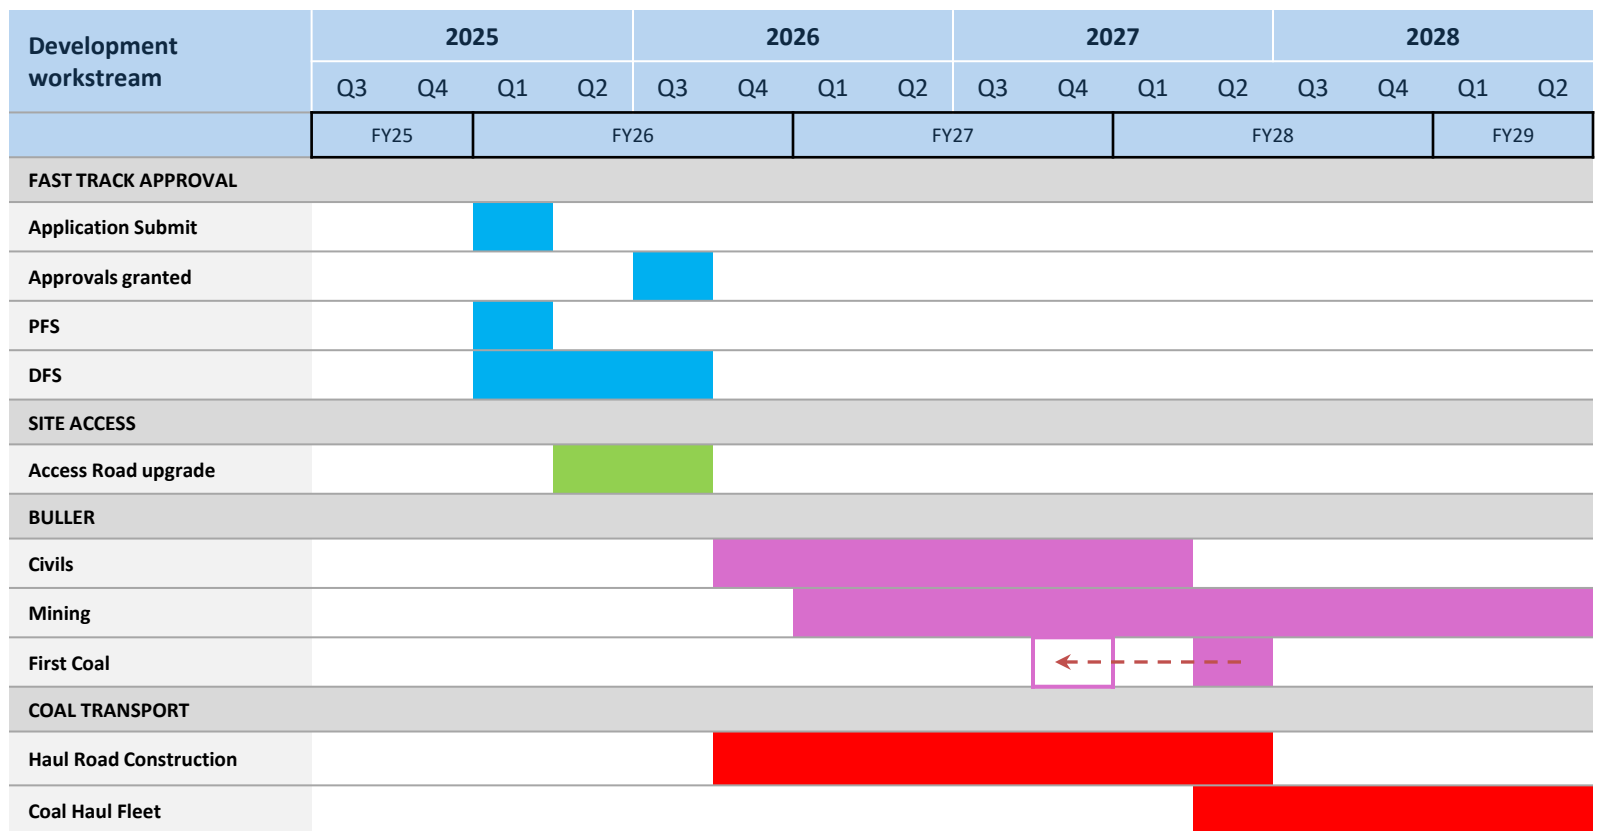 Development workstream
2025 2026 2027 2028
Q3 Q4 Q1 Q2 Q3 Q4 Q1 Q2 Q3 Q4 Q1 Q2 Q3 Q4 Q1 Q2
FY25 FY26 FY27 FY28 FY29
FAST TRACK APPROVAL
Application Submit
Approvals granted
PFS
DFS
SITE ACCESS
Access Road upgrade
BULLER
Civils
Mining
First Coal
COAL TRANSPORT
Haul Road Construction
Coal Haul Fleet